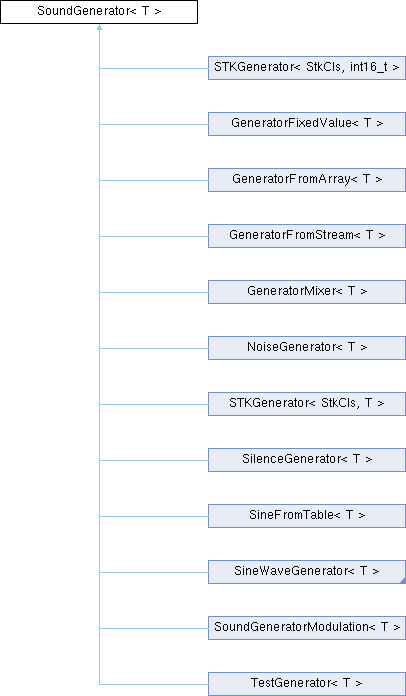 SoundGenerator< T >
STKGenerator< StkCls, int16_t >
GeneratorFixedValue< T >
GeneratorFromArray< T >
GeneratorFromStream< T >
GeneratorMixer< T >
NoiseGenerator< T >
STKGenerator< StkCls, T >
SilenceGenerator< T >
SineFromTable< T >
SineWaveGenerator< T >
SoundGeneratorModulation< T >
TestGenerator< T >